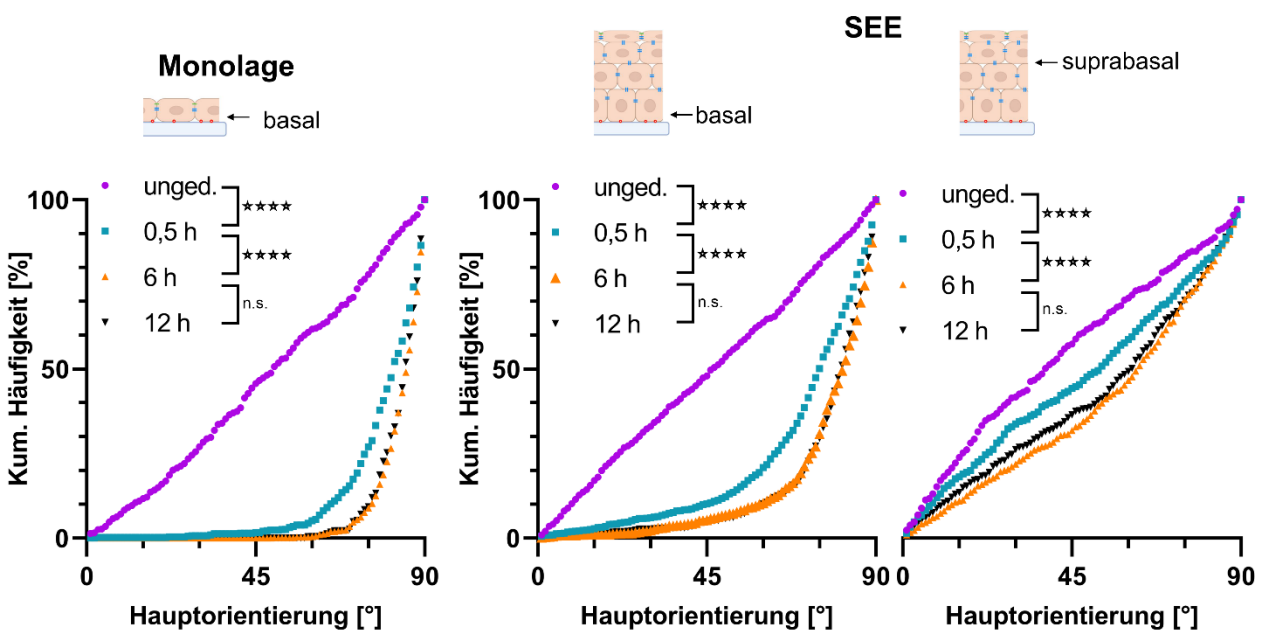 SEE
Monolage
basal
basal
suprabasal
unged.
0,5 h
6 h
12 h
****
****
n.s.
100
50
0
0
45
90
Kum. Häufigkeit [%]
Hauptorientierung [°]
unged.
0,5 h
6 h
12 h
****
****
n.s.
100
50
0
0
45
90
Kum. Häufigkeit [%]
Hauptorientierung [°]
unged.
0,5 h
6 h
12 h
****
****
n.s.
0
45
90
Hauptorientierung [°]